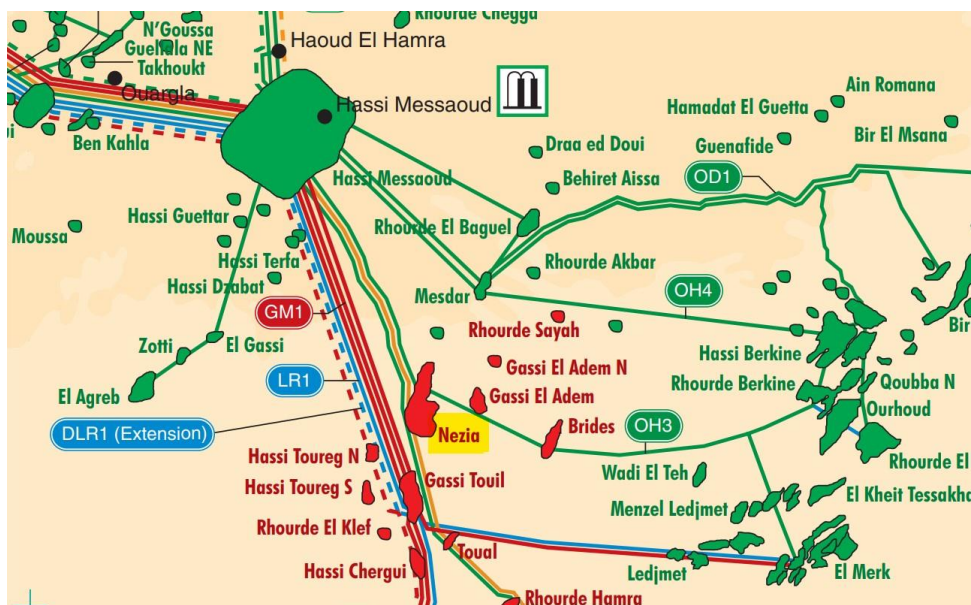 Rhourde Chegga
N'Goussa
Guellala NE
Takhoukt
Haoud El Hamra
Ouargla
Hassi Messaoud
Ben Kahla
Ain Romana
Hamadat El Guetta
Bir El Msana
Guenafide
Draa ed Doui
Behiret Aissa
OD1
Hassi Messaoud
Hassi Guettar
Moussa
Rhourde El Baguel
Hassi Terfa
Rhourde Akbar
Hassi Dzabat
Mesdar
OH4
GM1
Rhourde Sayah
Bir
Zotti
El Gassi
Hassi Berkine
Gassi El Adem N
LR1
Rhourde Berkine
Qoubba N
El Agreb
Gassi El Adem
Ourhoud
DLR1 (Extension)
Nezia
Brides
OH3
Hassi Toureg N
Rhourde El
Wadi El Teh
Gassi Touil
Hassi Toureg S
El Kheit Tessakha
Menzel Ledjmet
Rhourde El Klef
Toual
Hassi Chergui
Ledjmet
El Merk
Rhourde Hamra